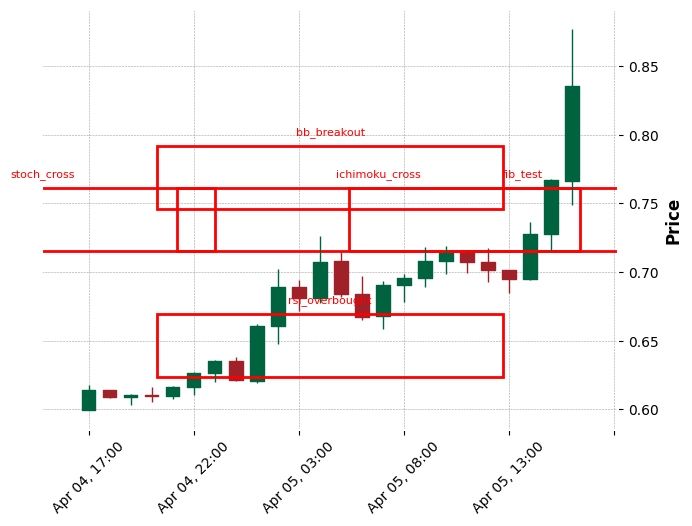 0.85
bb_breakout
0.80
stoch_cross
ichimoku_cross
fib_test
0.75
Price
0.70
rsi_overbought
0.65
0.60
Apr 04, 17:00
Apr 04, 22:00
Apr 05, 03:00
Apr 05, 08:00
Apr 05, 13:00